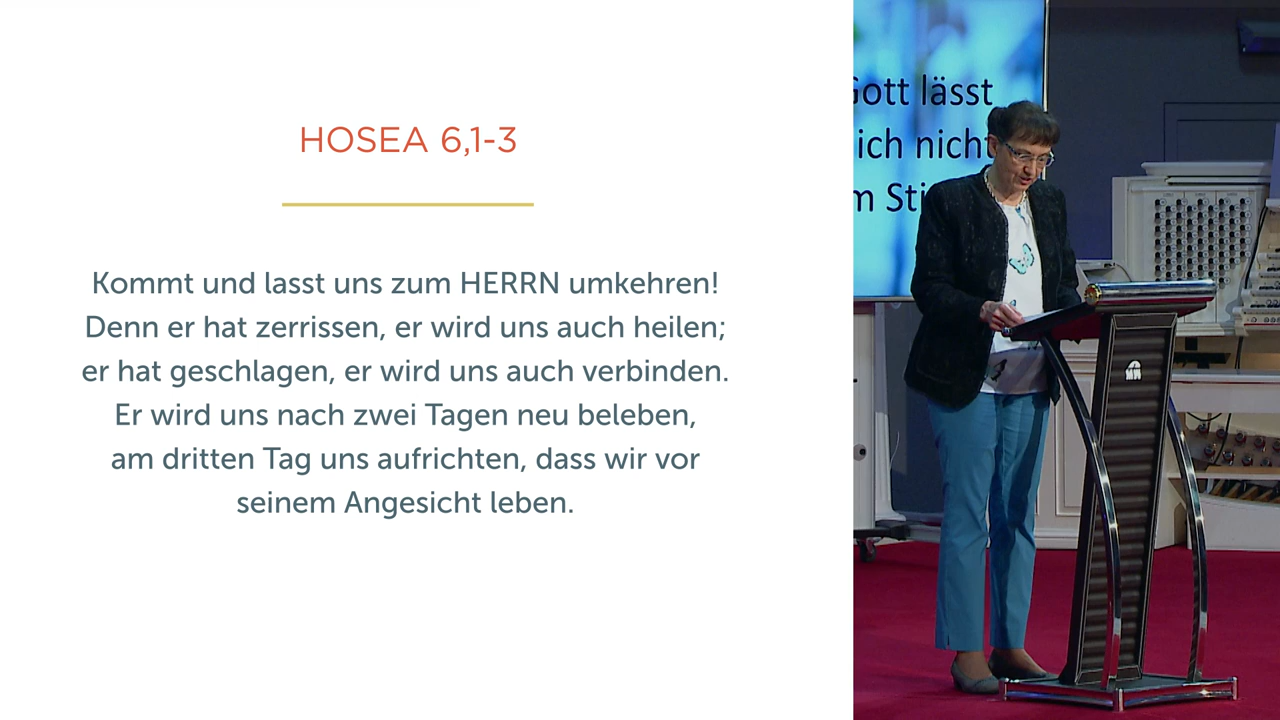 HOSEA 6,1-3
Kommt und lasst uns zum HERRN umkehren!
Denn er hat zerrissen, er wird uns auch heilen;
er hat geschlagen, er wird uns auch verbinden.
Er wird uns nach zwei Tagen neu beleben,
am dritten Tag uns aufrichten, dass wir vor
seinem Angesicht leben.
Gott lässt
ich nicht
m Sti